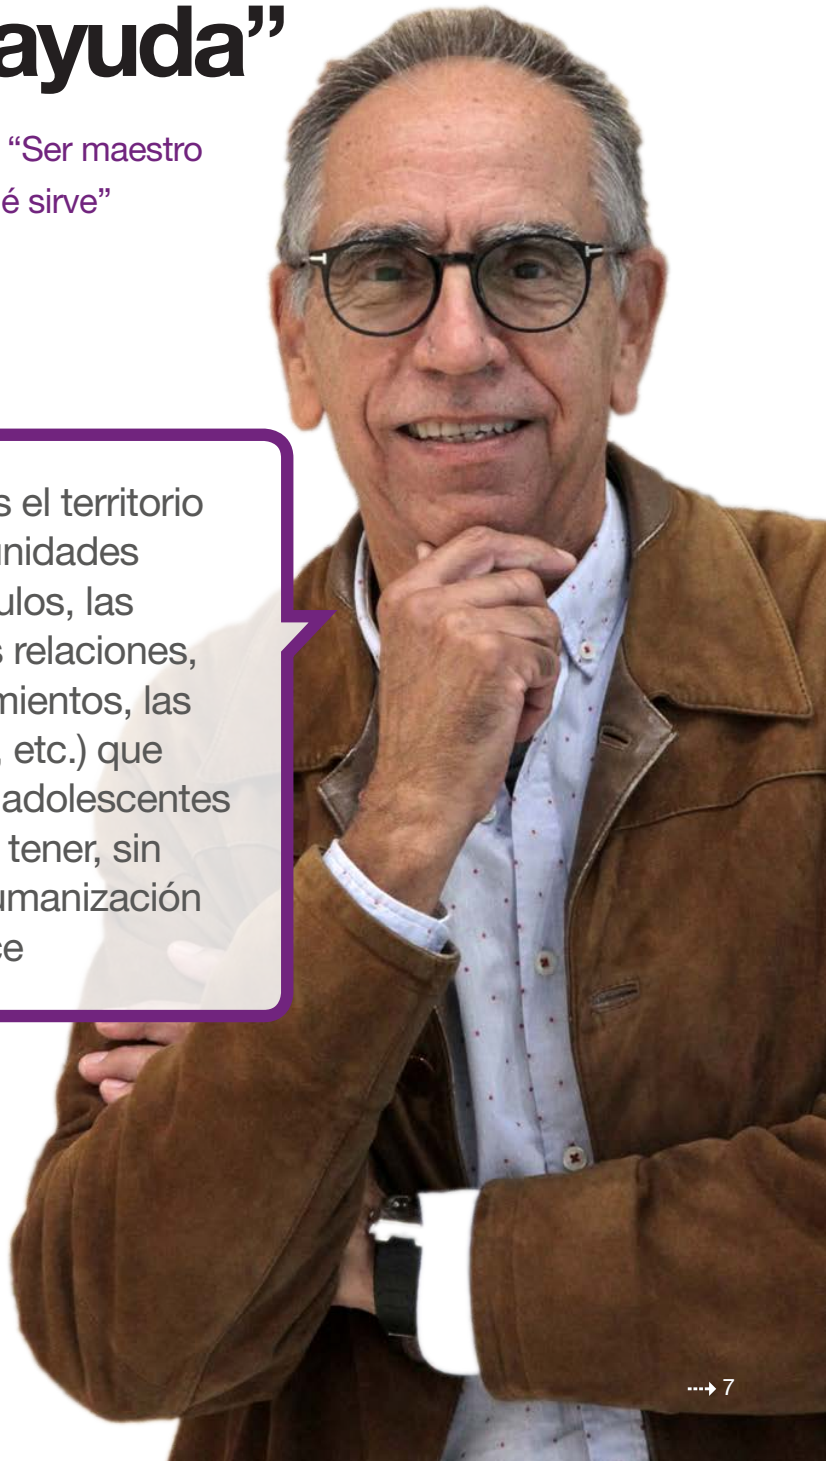 ayuda”
“Ser maestro
é sirve”
s el territorio
unidades
ulos, las
s relaciones,
mientos, las
, etc.) que
adolescentes
tener, sin
umanización
ce
7